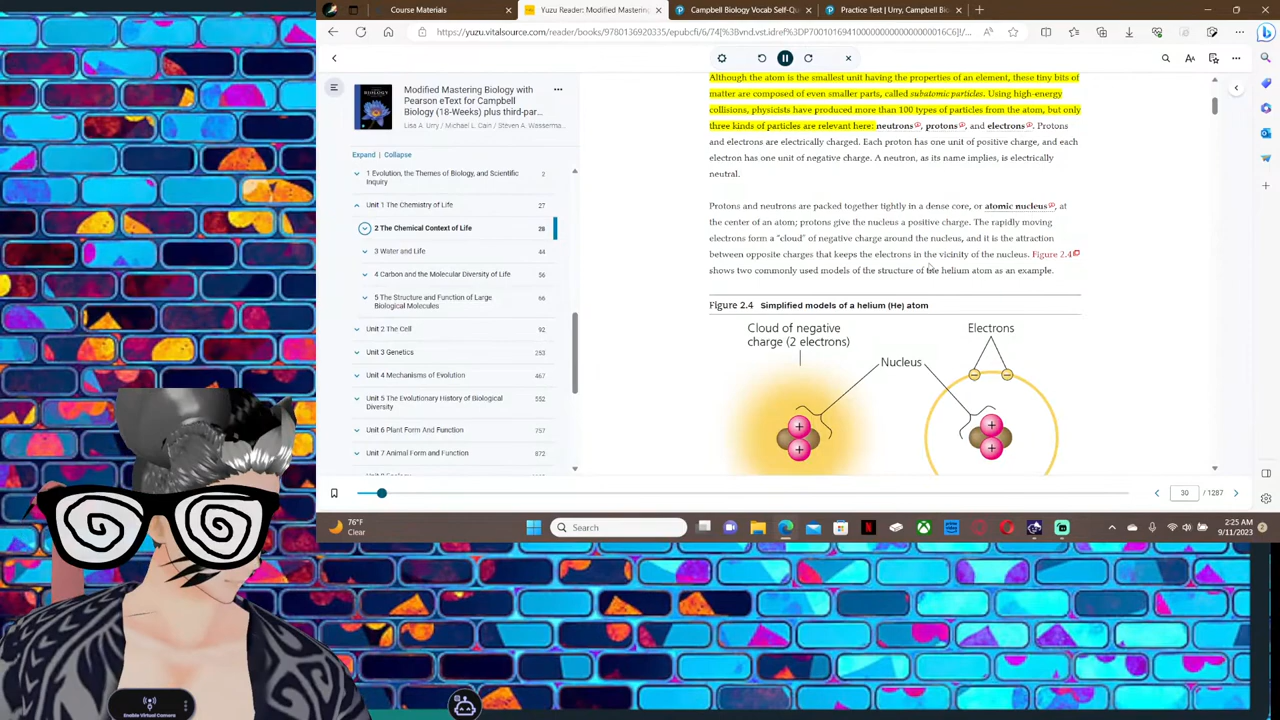 Course Materials
Yuzu Reader: Modified Mastering
Campbell Biology Vocab Self-Qu
Practice Test | Ury, Campbell Bio
https://yuzu.vitalsource.com/reader/books/9780136920335/epubcfi/6/74[%3Bvnd.vst.idref%3DP70010169410000000000000000016C6]!/...
Modified Mastering Biology with
Pearson eText for Campbell
Biology (18-Weeks) plus third-par...
Lisa A. Urry / Michael L. Cain / Steven A. Wasserma...
Expand | Collapse
1 Evolution, the Themes of Biology, and Scientific
Inquiry
2
Unit 1 The Chemistry of Life
27
2 The Chemical Context of Life
28
3 Water and Life
44
4 Carbon and the Molecular Diversity of Life
56
5 The Structure and Function of Large
Biological Molecules
66
Unit 2 The Cell
92
Unit 3 Genetics
253
Unit 4 Mechanisms of Evolution
467
Unit 5 The Evolutionary History of Biological
Diversity
552
Unit 6 Plant Form And Function
757
Unit 7 Animal Form and Function
872
Although the atom is the smallest unit having the properties of an element, these tiny bits of
matter are composed of even smaller parts, called subatomic particles. Using high-energy
collisions, physicists have produced more than 100 types of particles from the atom, but only
three kinds of particles are relevant here: neutrons, protons, and electrons. Protons
and electrons are electrically charged. Each proton has one unit of positive charge, and each
electron has one unit of negative charge. A neutron, as its name implies, is electrically
neutral.
Protons and neutrons are packed together tightly in a dense core, or atomic nucleus, at
the center of an atom; protons give the nucleus a positive charge. The rapidly moving
electrons form a "cloud" of negative charge around the nucleus, and it is the attraction
between opposite charges that keeps the electrons in the vicinity of the nucleus. Figure 2.4
shows two commonly used models of the structure of the helium atom as an example.
Figure 2.4 Simplified models of a helium (He) atom
Cloud of negative
charge (2 electrons)
Electrons
Nucleus
− −
+ +
+ +
30 / 1287
76°F
Clear
Search
2:25 AM
9/11/2023
Enable Virtual Camera